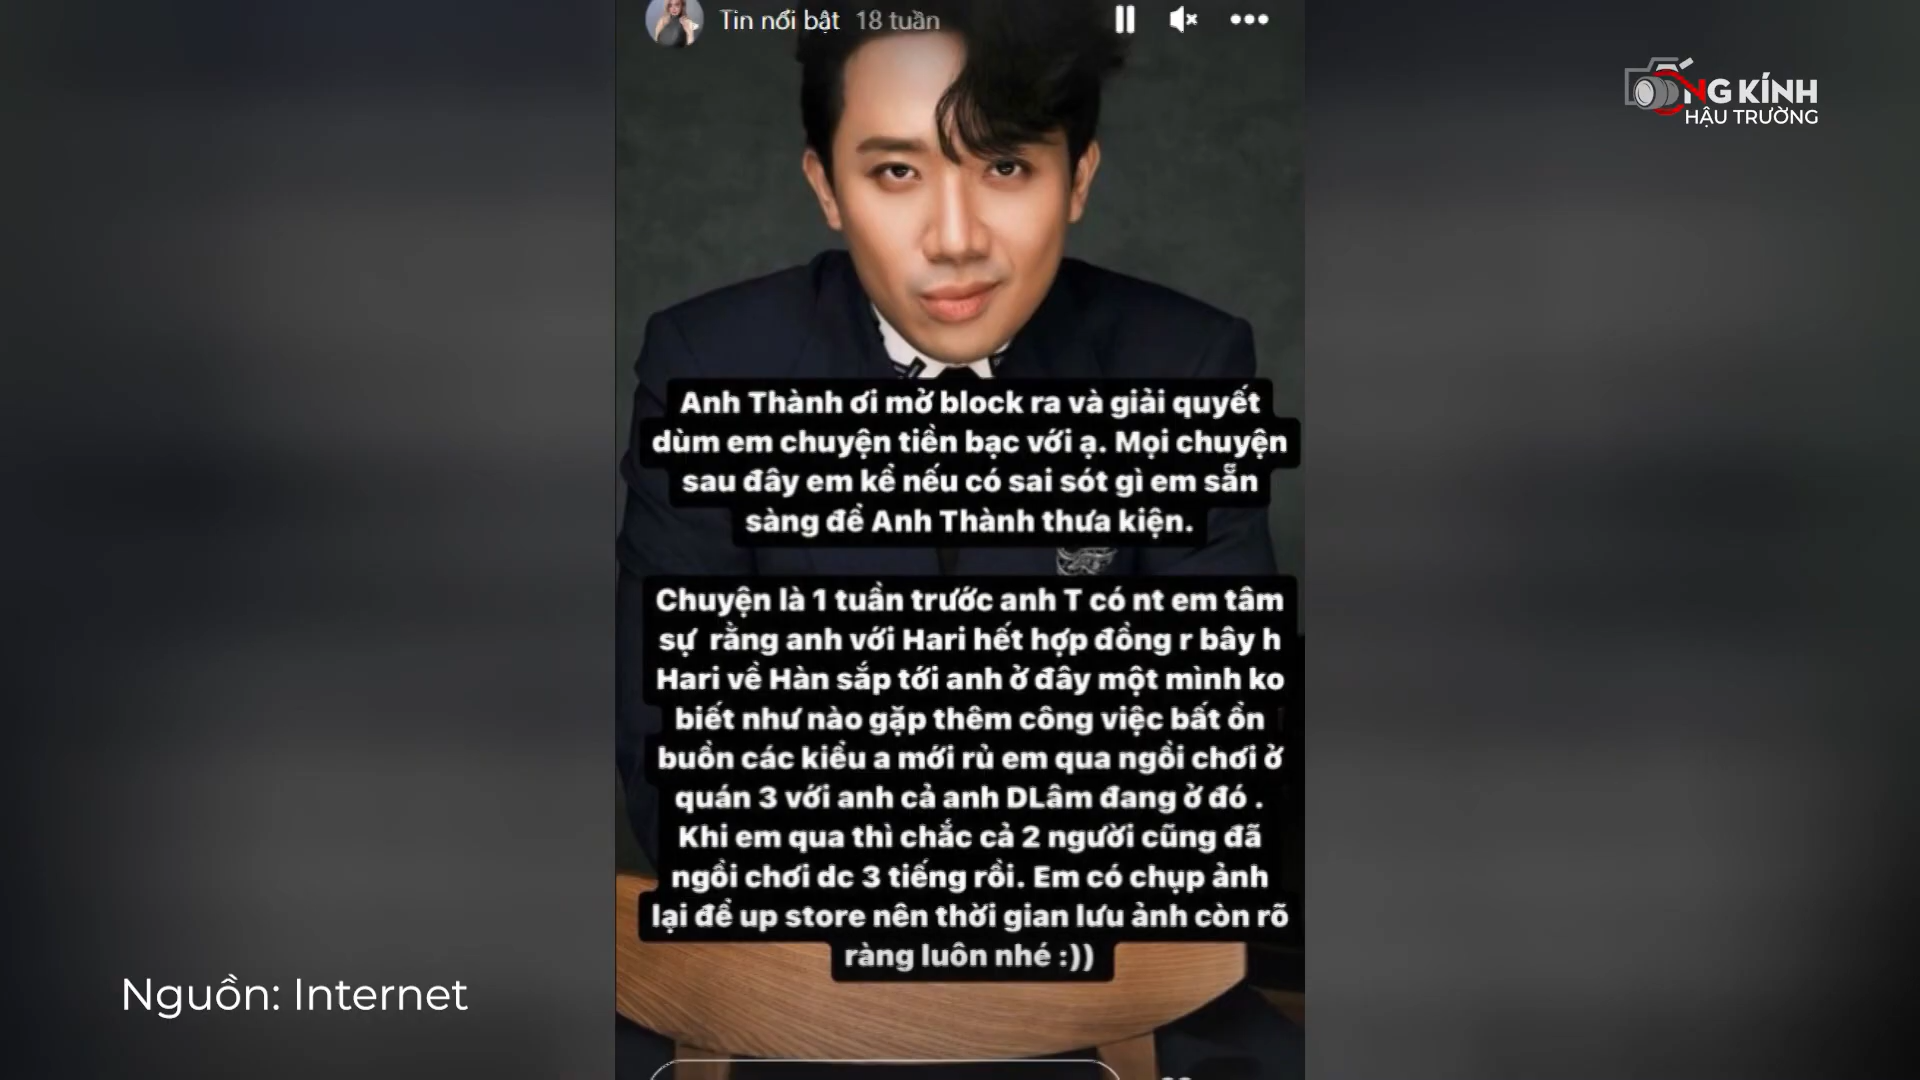 Tin nổi bật 18 tuần
NG KÍNH
HẬU TRƯỜNG
Anh Thành ơi mở block ra và giải quyết
dùm em chuyện tiền bạc với ạ. Mọi chuyện
sau đây em kể nếu có sai sót gì em sẵn
sàng để Anh Thành thưa kiện.
Chuyện là 1 tuần trước anh T có nt em tâm
sự rằng anh với Hari hết hợp đồng r bây h
Hari về Hàn sắp tới anh ở đây một mình ko
biết như nào gặp thêm công việc bất ổn
buồn các kiểu a mới rủ em qua ngồi chơi ở
quán 3 với anh cả anh DLâm đang ở đó .
Khi em qua thì chắc cả 2 người cũng đã
ngồi chơi dc 3 tiếng rồi. Em có chụp ảnh
lại để up store nên thời gian lưu ảnh còn rõ
ràng luôn nhé :))
Nguồn: Internet